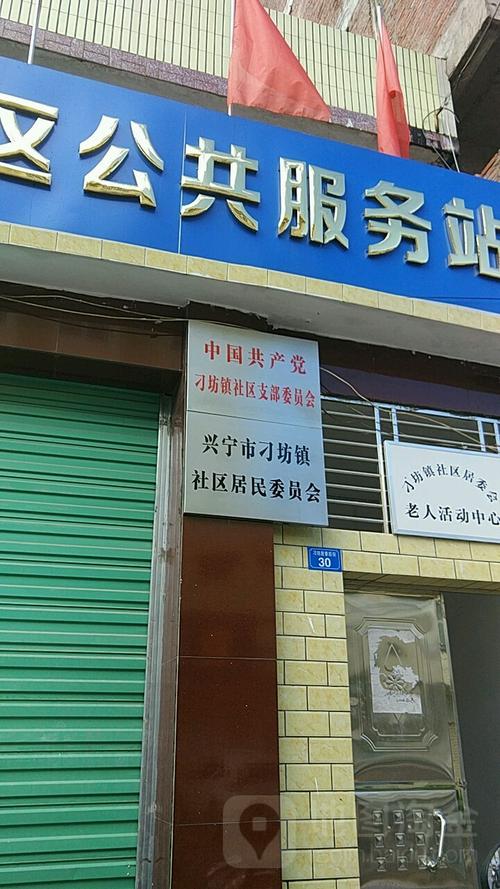 区公共服务站
中国共产党
刁坊镇社区支部委员会
兴宁市刁坊镇
社区居民委员会
刁坊镇社区居委会
老人活动中心
30